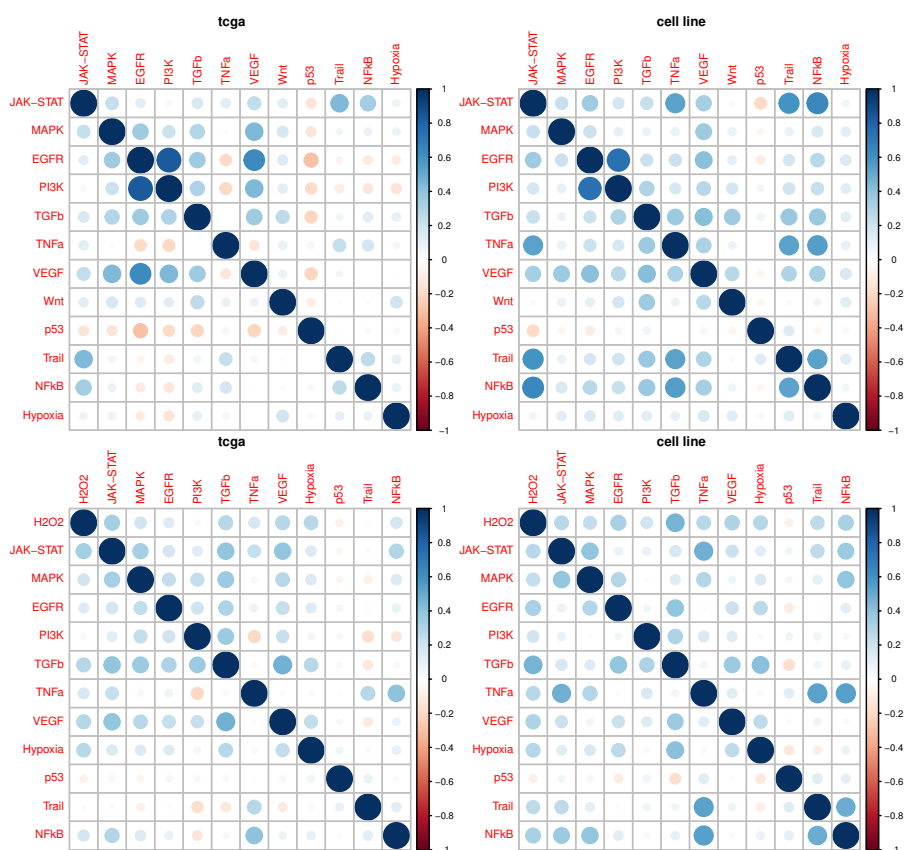 tcga
cell line
JAK−STAT MAPK EGFR PI3K TGFb TNFa VEGF Wnt p53 Trail NFkB Hypoxia
JAK−STAT MAPK EGFR PI3K TGFb TNFa VEGF Wnt p53 Trail NFkB Hypoxia
JAK−STAT
MAPK
EGFR
PI3K
TGFb
TNFa
VEGF
Wnt
p53
Trail
NFkB
Hypoxia
1
0.8
0.6
0.4
0.2
0
−0.2
−0.4
−0.6
−0.8
−1
JAK−STAT
MAPK
EGFR
PI3K
TGFb
TNFa
VEGF
Wnt
p53
Trail
NFkB
Hypoxia
1
0.8
0.6
0.4
0.2
0
−0.2
−0.4
−0.6
−0.8
−1
tcga
cell line
H2O2 JAK−STAT MAPK EGFR PI3K TGFb TNFa VEGF Hypoxia p53 Trail NFkB
H2O2 JAK−STAT MAPK EGFR PI3K TGFb TNFa VEGF Hypoxia p53 Trail NFkB
H2O2
JAK−STAT
MAPK
EGFR
PI3K
TGFb
TNFa
VEGF
Hypoxia
p53
Trail
NFkB
1
0.8
0.6
0.4
0.2
0
−0.2
−0.4
−0.6
−0.8
−1
H2O2
JAK−STAT
MAPK
EGFR
PI3K
TGFb
TNFa
VEGF
Hypoxia
p53
Trail
NFkB
1
0.8
0.6
0.4
0.2
0
−0.2
−0.4
−0.6
−0.8
−1